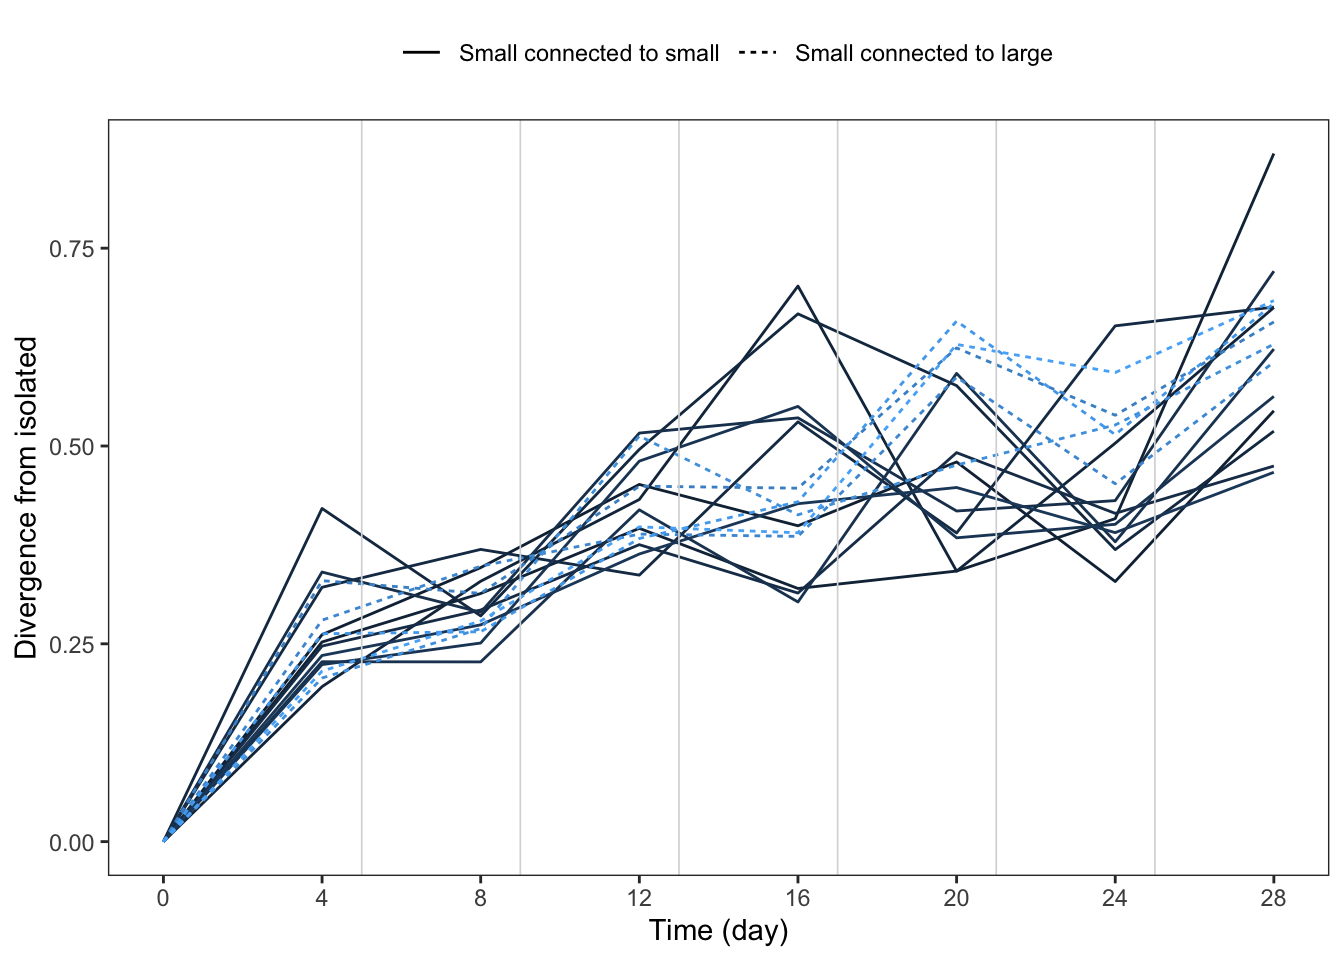 Small connected to small Small connected to large
Divergence from isolated
0.75
0.50
0.25
0.00
0 4 8 12 16 20 24 28
Time (day)